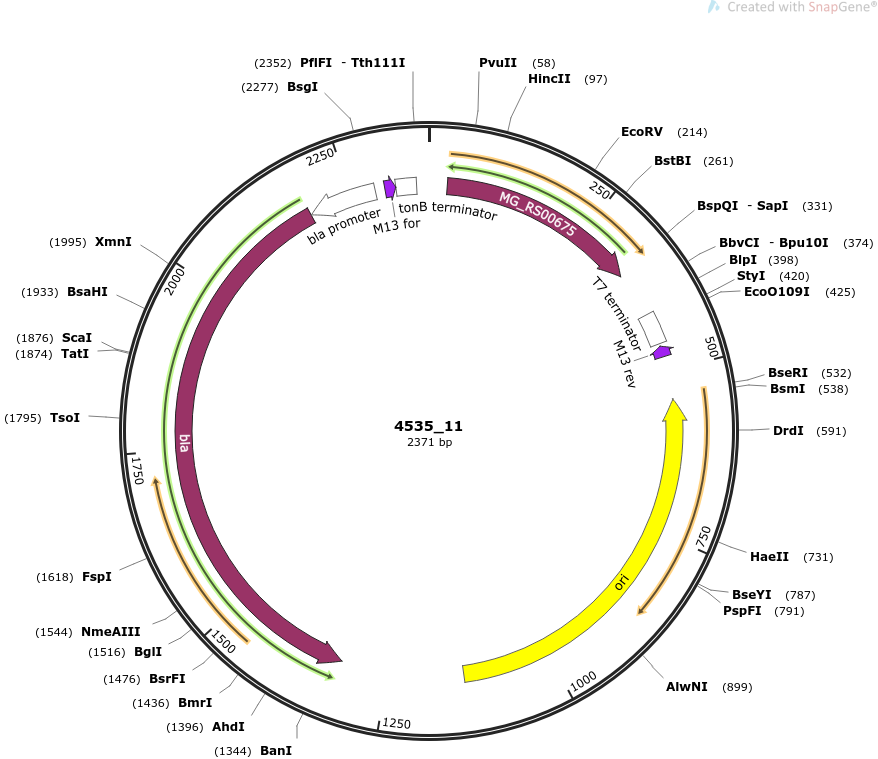 Created with SnapGene®
(2352) PflFI - Tth111I
(2277) BsgI
PvuII (58)
HincII (97)
EcoRV (214)
BstBI (261)
BspQI - SapI (331)
BbvCI - Bpu10I (374)
BlpI (398)
StyI (420)
EcoO109I (425)
BseRI (532)
BsmI (538)
DrdI (591)
HaeII (731)
BseYI (787)
PspFI (791)
AlwNI (899)
(1995) XmnI
(1933) BsaHI
(1876) ScaI
(1874) TatI
(1795) TsoI
(1618) FspI
(1544) NmeAIII
(1516) BglI
(1476) BsrFI
(1436) BmrI
(1396) AhdI
(1344) BanI
250
500
750
1000
1250
1500
1750
2000
2250
MG_RS00675
T7 terminator
M13 rev
ori
bla
bla promoter
M13 for
tonB terminator
4535_11
2371 bp